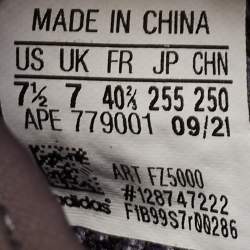 MADE IN CHINA
US UK FR JP CHN
7½ 7 40⅔ 255 250
APE 779001 09/21
ART FZ5000
#128747222
adidas F1B99S7r00286